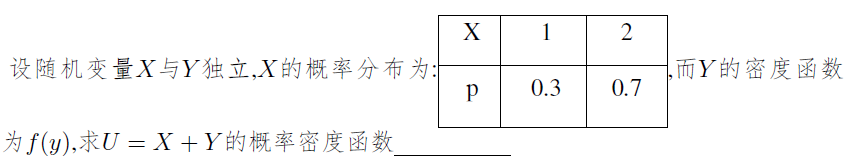 X 1 2
设随机变量X与Y独立,X的概率分布为: ,而Y的密度函数
p 0.3 0.7
为f(y),求U = X + Y的概率密度函数